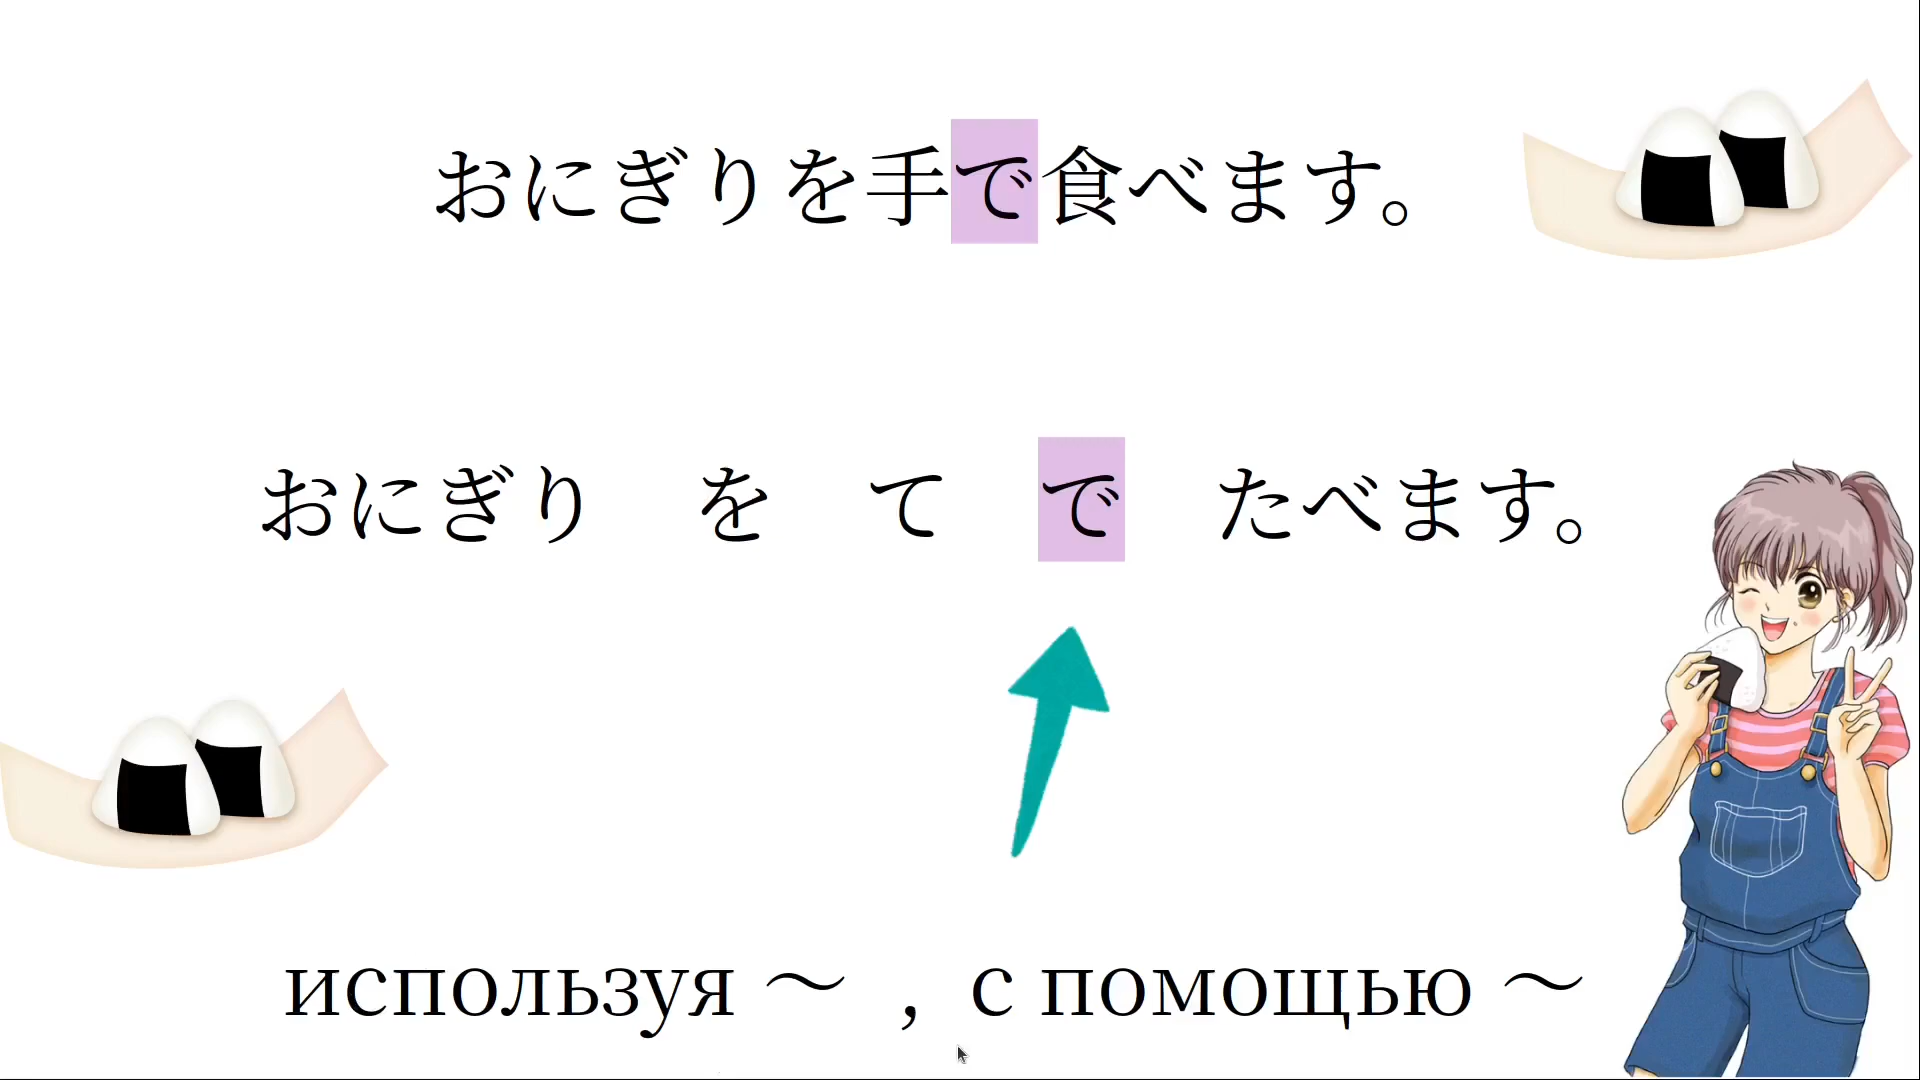 おにぎりを手で食べます。
おにぎり　を　て　で　たべます。
используя ～ , с помощью ～